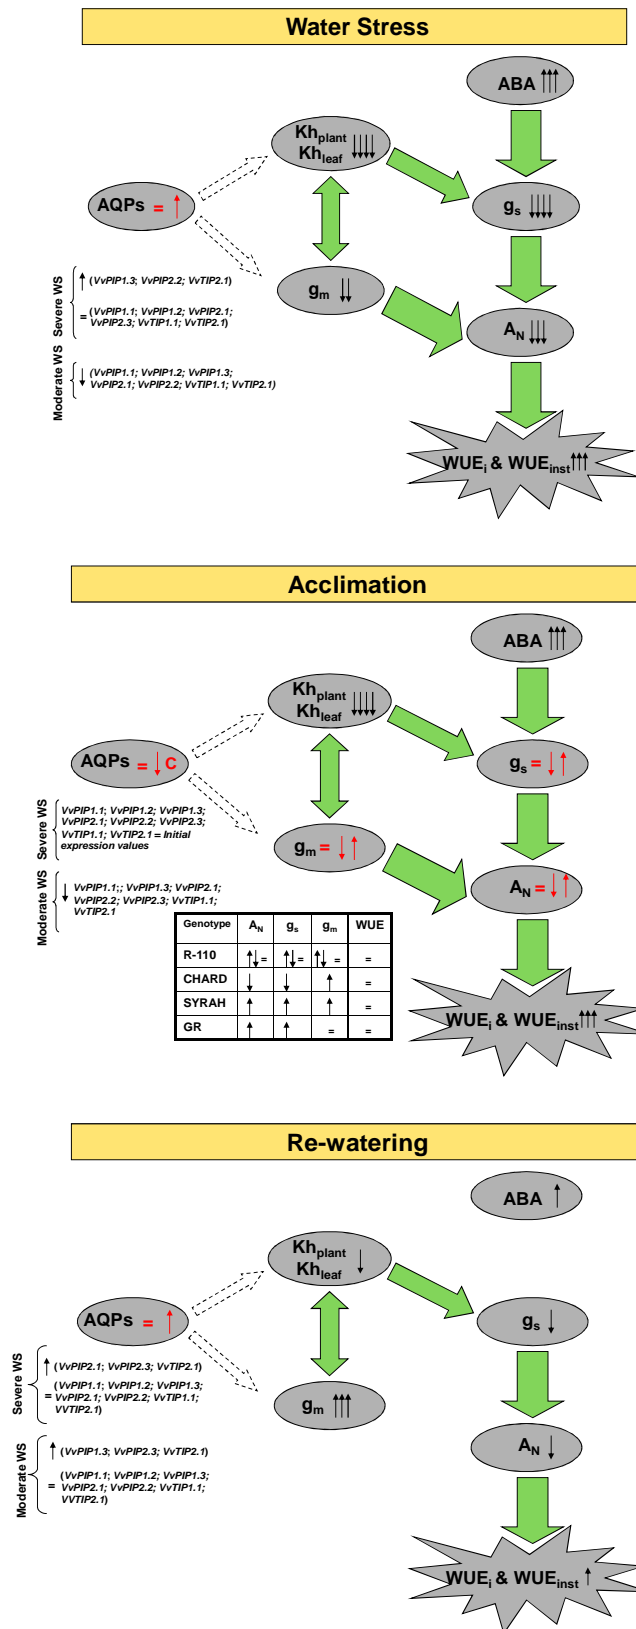 Water Stress
ABA ↑↑↑
Kh plant
Kh leaf ↓↓↓↓
AQPs = ↑
g s ↓↓↓↓
g m ↓↓
A N ↓↓↓
WUE i & WUE inst ↑↑↑
Severe WS
↑ (VvPIP1.3; VvPIP2.2; VvTIP2.1)
= (VvPIP1.1; VvPIP1.2; VvPIP2.1;
VvPIP2.3; VvTIP1.1; VvTIP2.1)
Moderate WS
↓ (VvPIP1.1; VvPIP1.2; VvPIP1.3;
VvPIP2.1; VvPIP2.2; VvTIP1.1; VvTIP2.1)
Acclimation
ABA ↑↑↑
Kh plant
Kh leaf ↓↓↓↓
AQPs = ↓ C
g s = ↓ ↑
g m = ↓ ↑
A N = ↓ ↑
WUE i & WUE inst ↑↑↑
Severe WS
VvPIP1.1; VvPIP1.2; VvPIP1.3;
VvPIP2.1; VvPIP2.2; VvPIP2.3;
VvTIP1.1; VvTIP2.1 = Initial
expression values
Moderate WS
↓ VvPIP1.1;; VvPIP1.3; VvPIP2.1;
VvPIP2.2; VvPIP2.3; VvTIP1.1;
VvTIP2.1
Genotype A N g s g m WUE
R-110 ↑↓= ↑↓= ↑↓ = =
CHARD ↓ ↓ ↑ =
SYRAH ↑ ↑ ↑ =
GR ↑ ↑ = =
Re-watering
ABA ↑
Kh plant
Kh leaf ↓
AQPs = ↑
g s ↓
g m ↑↑↑
A N ↓
WUE i & WUE inst ↑
Severe WS
↑ (VvPIP2.1; VvPIP2.3; VvTIP2.1)
= (VvPIP1.1; VvPIP1.2; VvPIP1.3;
VvPIP2.1; VvPIP2.2; VvTIP1.1;
VVTIP2.1)
Moderate WS
↑ (VvPIP1.3; VvPIP2.3; VvTIP2.1)
= (VvPIP1.1; VvPIP1.2; VvPIP1.3;
VvPIP2.1; VvPIP2.2; VvTIP1.1;
VVTIP2.1)